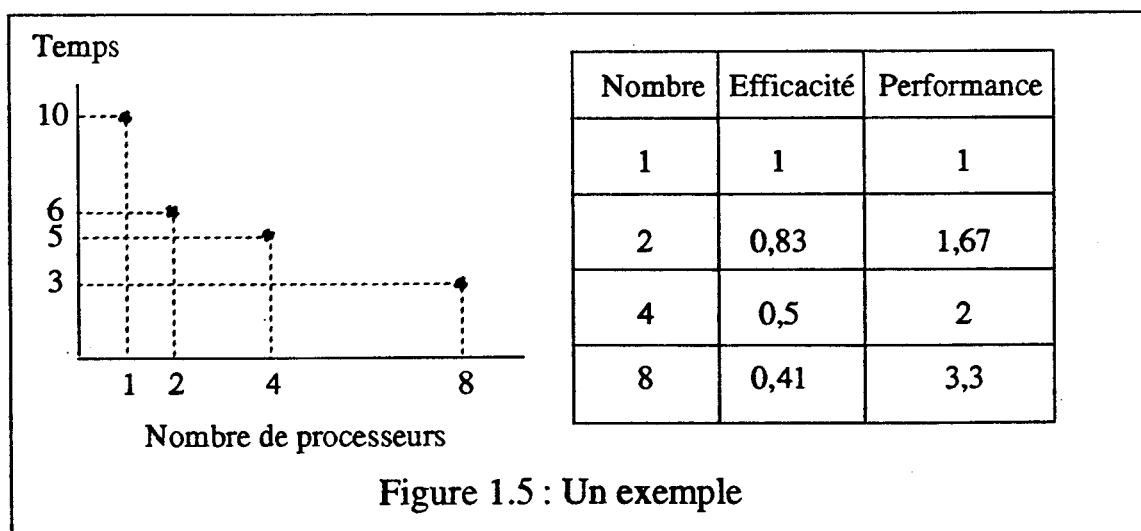 Temps
10
6
5
3
1 2 4 8
Nombre de processeurs
Nombre Efficacité Performance
1 1 1
2 0,83 1,67
4 0,5 2
8 0,41 3,3
Figure 1.5 : Un exemple